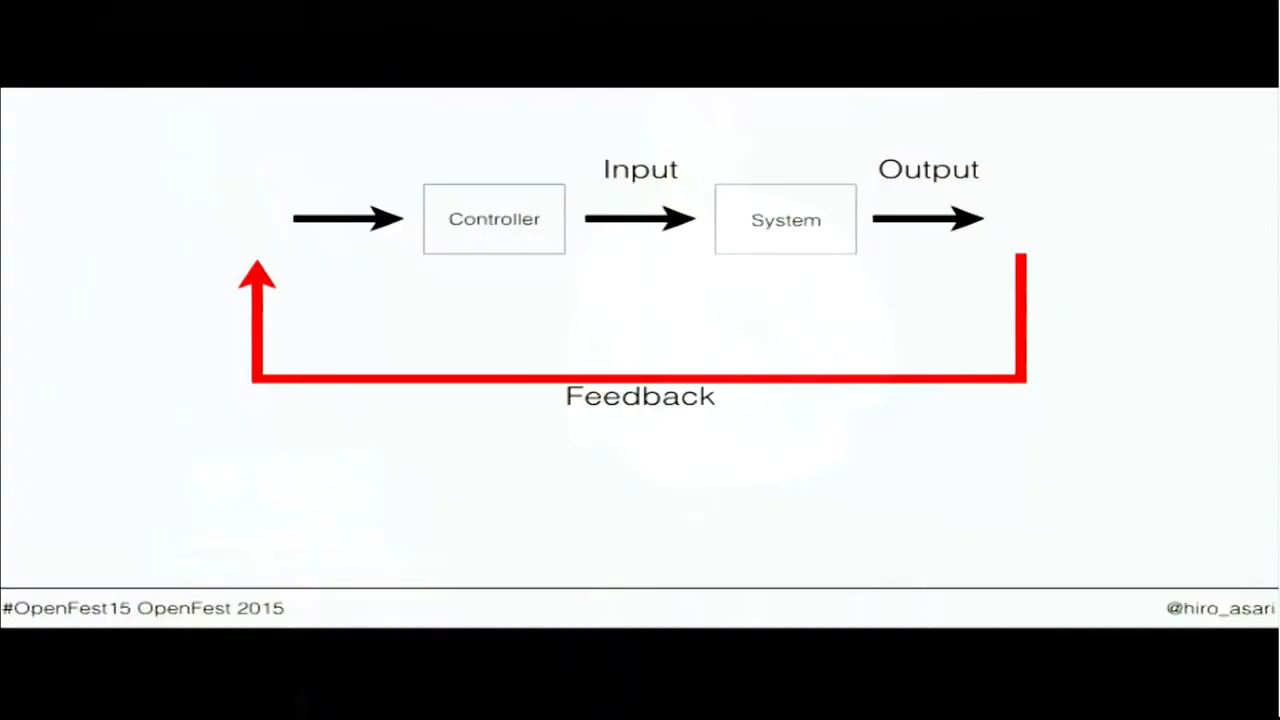 Input
Output
Controller
System
Feedback
#OpenFest15 OpenFest 2015
@hiro_asari